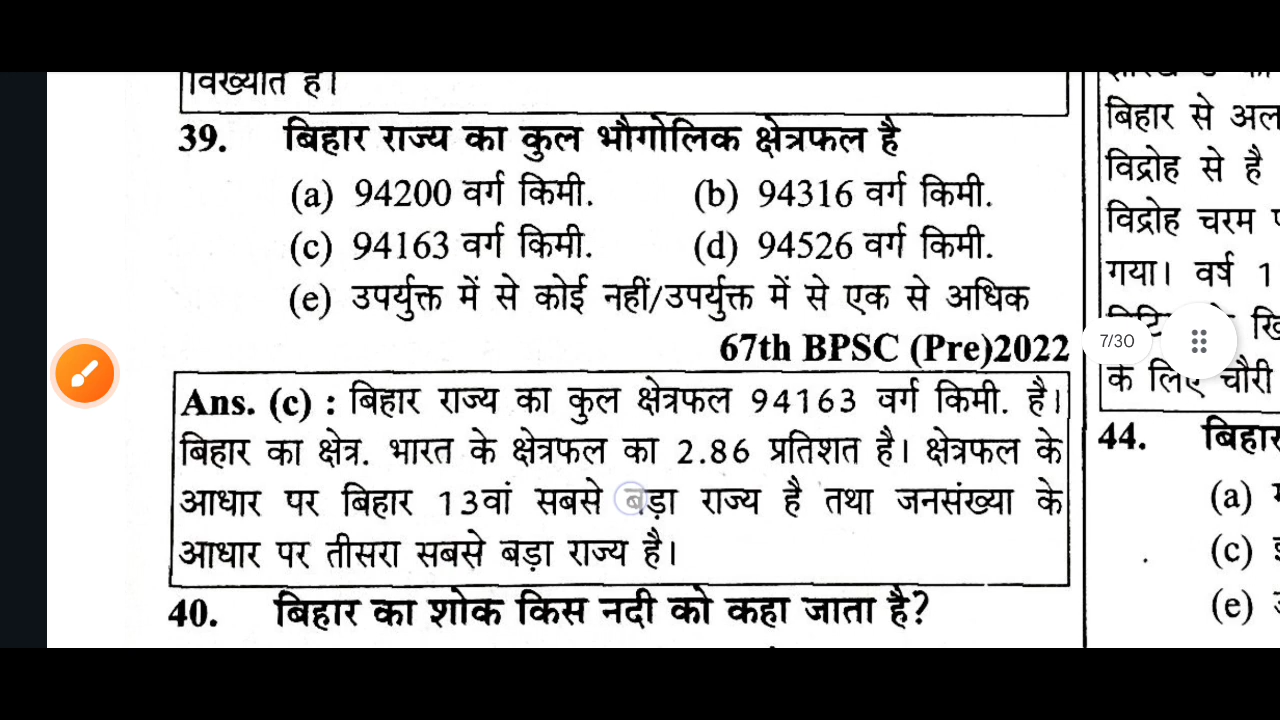 विख्यात है।
39. बिहार राज्य का कुल भौगोलिक क्षेत्रफल है
(a) 94200 वर्ग किमी. (b) 94316 वर्ग किमी.
(c) 94163 वर्ग किमी. (d) 94526 वर्ग किमी.
(e) उपर्युक्त में से कोई नहीं/उपर्युक्त में से एक से अधिक
67th BPSC (Pre)2022
Ans. (c) : बिहार राज्य का कुल क्षेत्रफल 94163 वर्ग किमी. है।
बिहार का क्षेत्र. भारत के क्षेत्रफल का 2.86 प्रतिशत है। क्षेत्रफल के
आधार पर बिहार 13वां सबसे बड़ा राज्य है तथा जनसंख्या के
आधार पर तीसरा सबसे बड़ा राज्य है।
40. बिहार का शोक किस नदी को कहा जाता है?
बिहार से अल
विद्रोह से है
विद्रोह चरम
गया। वर्ष 1
7/30
के लिए चौरी
44. बिहार
(a)
(c)
(e)